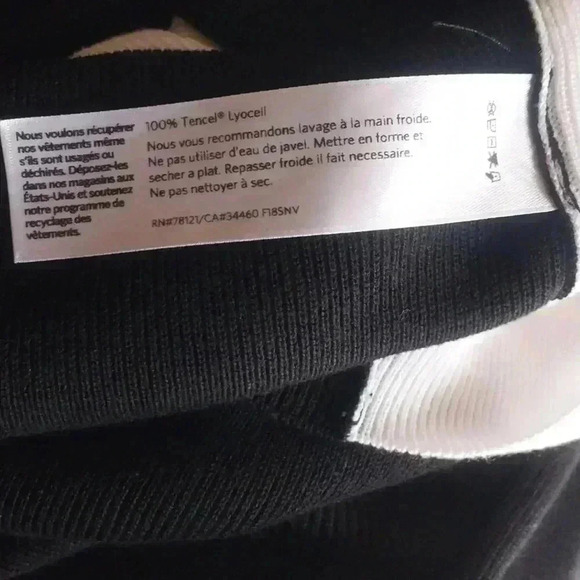 Nous voulons récupérer
nos vêtements même
s'ils sont usagés ou
déchirés. Déposez-les
dans nos magasins aux
États-Unis et soutenez
notre programme de
recyclage des
vêtements.
100% Tencel® Lyocell
Nous vous recommandons lavage à la main froide.
Ne pas utiliser d'eau de javel. Mettre en forme et
secher a plat. Repasser froide il fait necessaire.
Ne pas nettoyer à sec.
RN#78121/CA#34460 F18SNV